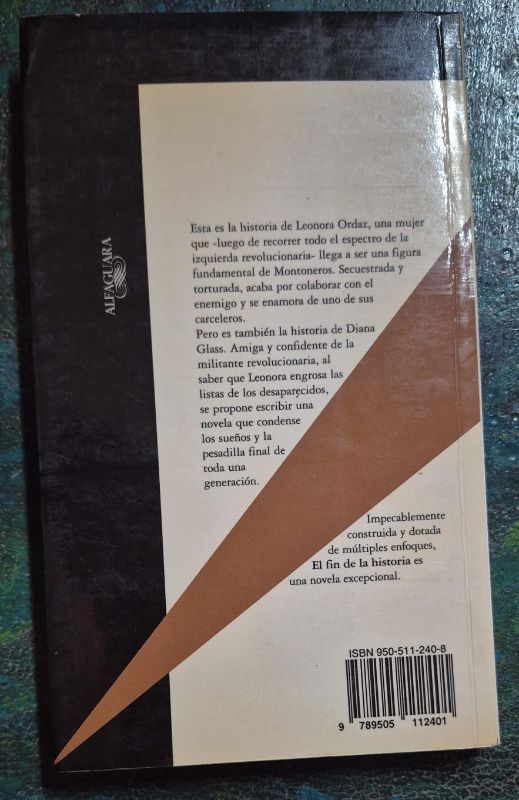 ALFAGUARA
Esta es la historia de Leonora Ordaz, una mujer
que -luego de recorrer todo el espectro de la
izquierda revolucionaria- llega a ser una figura
fundamental de Montoneros. Secuestrada y
torturada, acaba por colaborar con el
enemigo y se enamora de uno de sus
carceleros.
Pero es también la historia de Diana
Glass. Amiga y confidente de la
militante revolucionaria, al
saber que Leonora engrosa las
listas de los desaparecidos,
se propone escribir una
novela que condense
los sueños y la
pesadilla final de
toda una
generación.
Impecablemente
construida y dotada
de múltiples enfoques,
El fin de la historia es
una novela excepcional.
ISBN 950-511-240-8
9 789505 112401